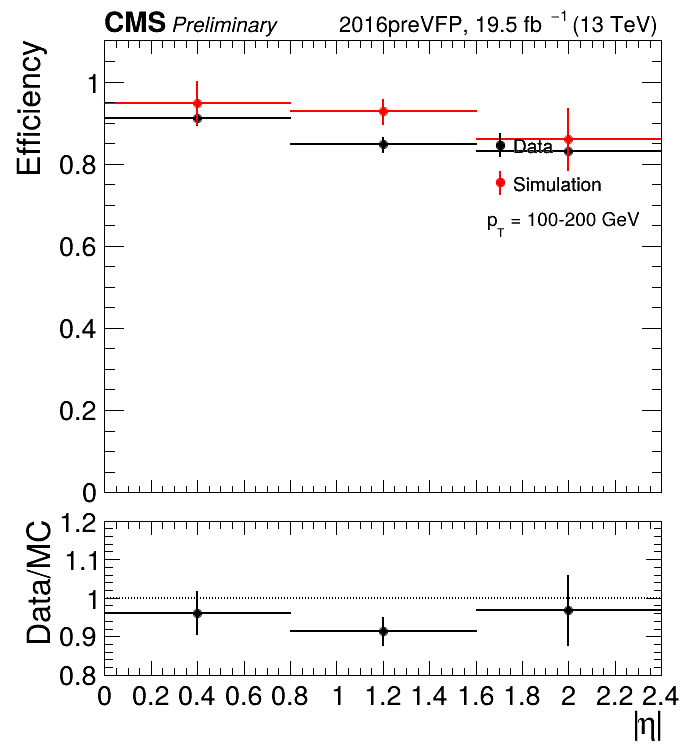 CMS Preliminary 2016preVFP, 19.5 fb⁻¹ (13 TeV)
Efficiency
1
0.8
0.6
0.4
0.2
0
Data
Simulation
p_T = 100-200 GeV
Data/MC
1.2
1.1
1
0.9
0.8
0 0.2 0.4 0.6 0.8 1 1.2 1.4 1.6 1.8 2 2.2 2.4
|η|